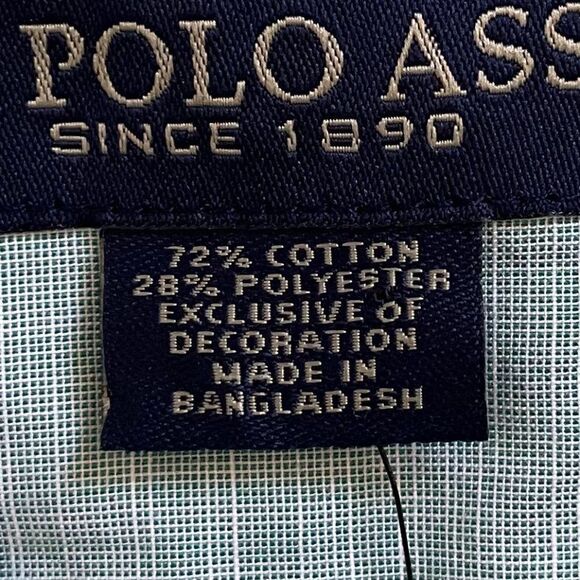 POLO ASS
SINCE 1890
72% COTTON
28% POLYESTER
EXCLUSIVE OF
DECORATION
MADE IN
BANGLADESH